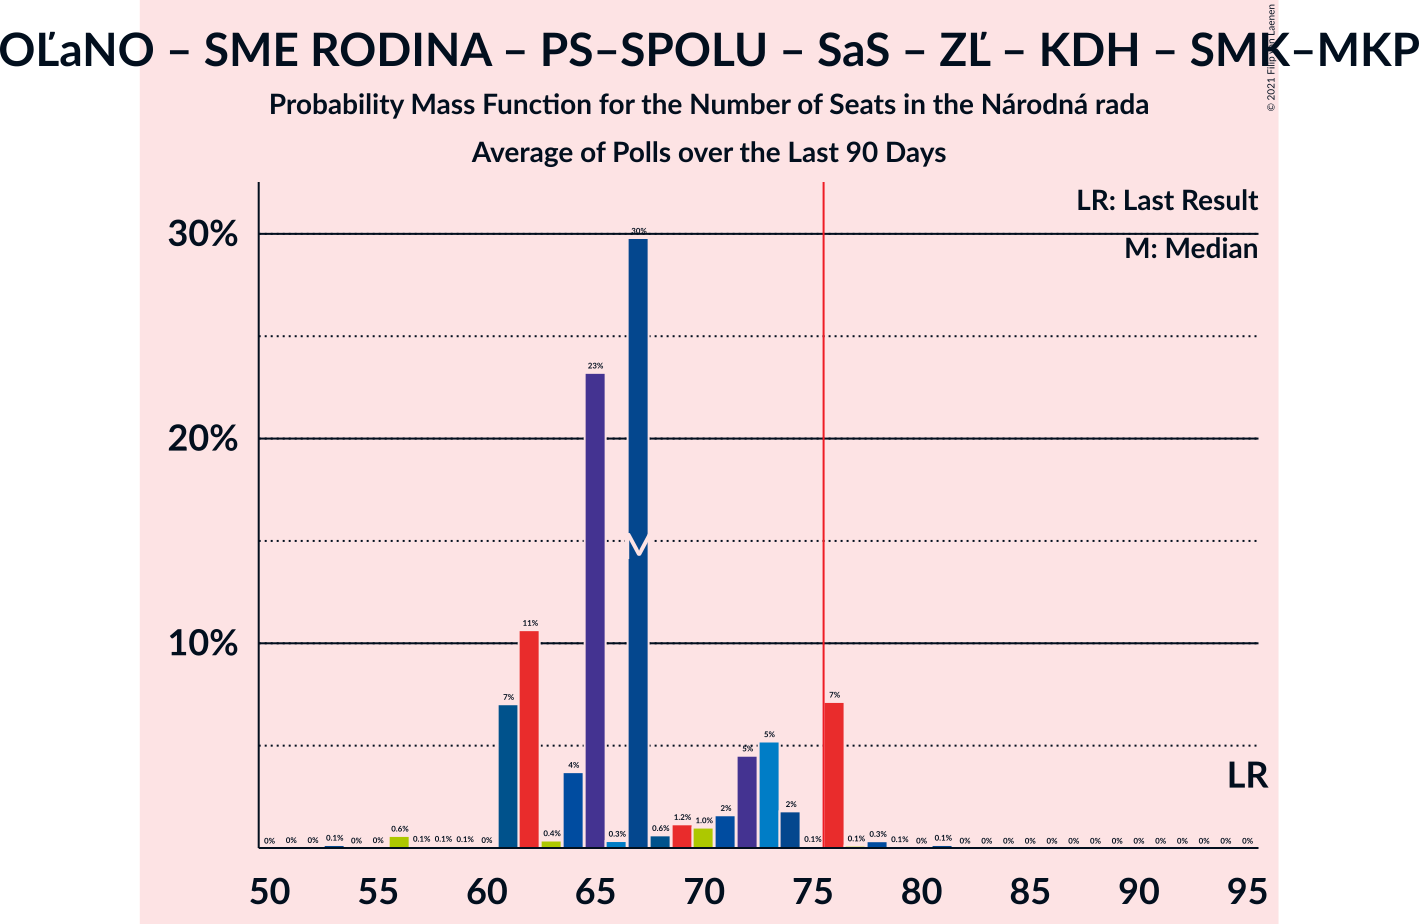 OĽaNO – SME RODINA – PS–SPOLU – SaS – ZĽ – KDH – SMK–MKP
© 2021 Filip van Laenen
Probability Mass Function for the Number of Seats in the Národná rada
Average of Polls over the Last 90 Days
LR: Last Result
M: Median
30%
20%
10%
0% 0% 0% 0.1% 0% 0% 0.6% 0.1% 0.1% 0.1% 0% 7% 11% 0.4% 4% 23% 0.3% 30% 0.6% 1.2% 1.0% 2% 5% 5% 2% 0.1% 7% 0.1% 0.3% 0.1% 0% 0.1% 0% 0% 0% 0% 0% 0% 0% 0% 0% 0% 0% 0% 0% 0%
M
LR
50 55 60 65 70 75 80 85 90 95